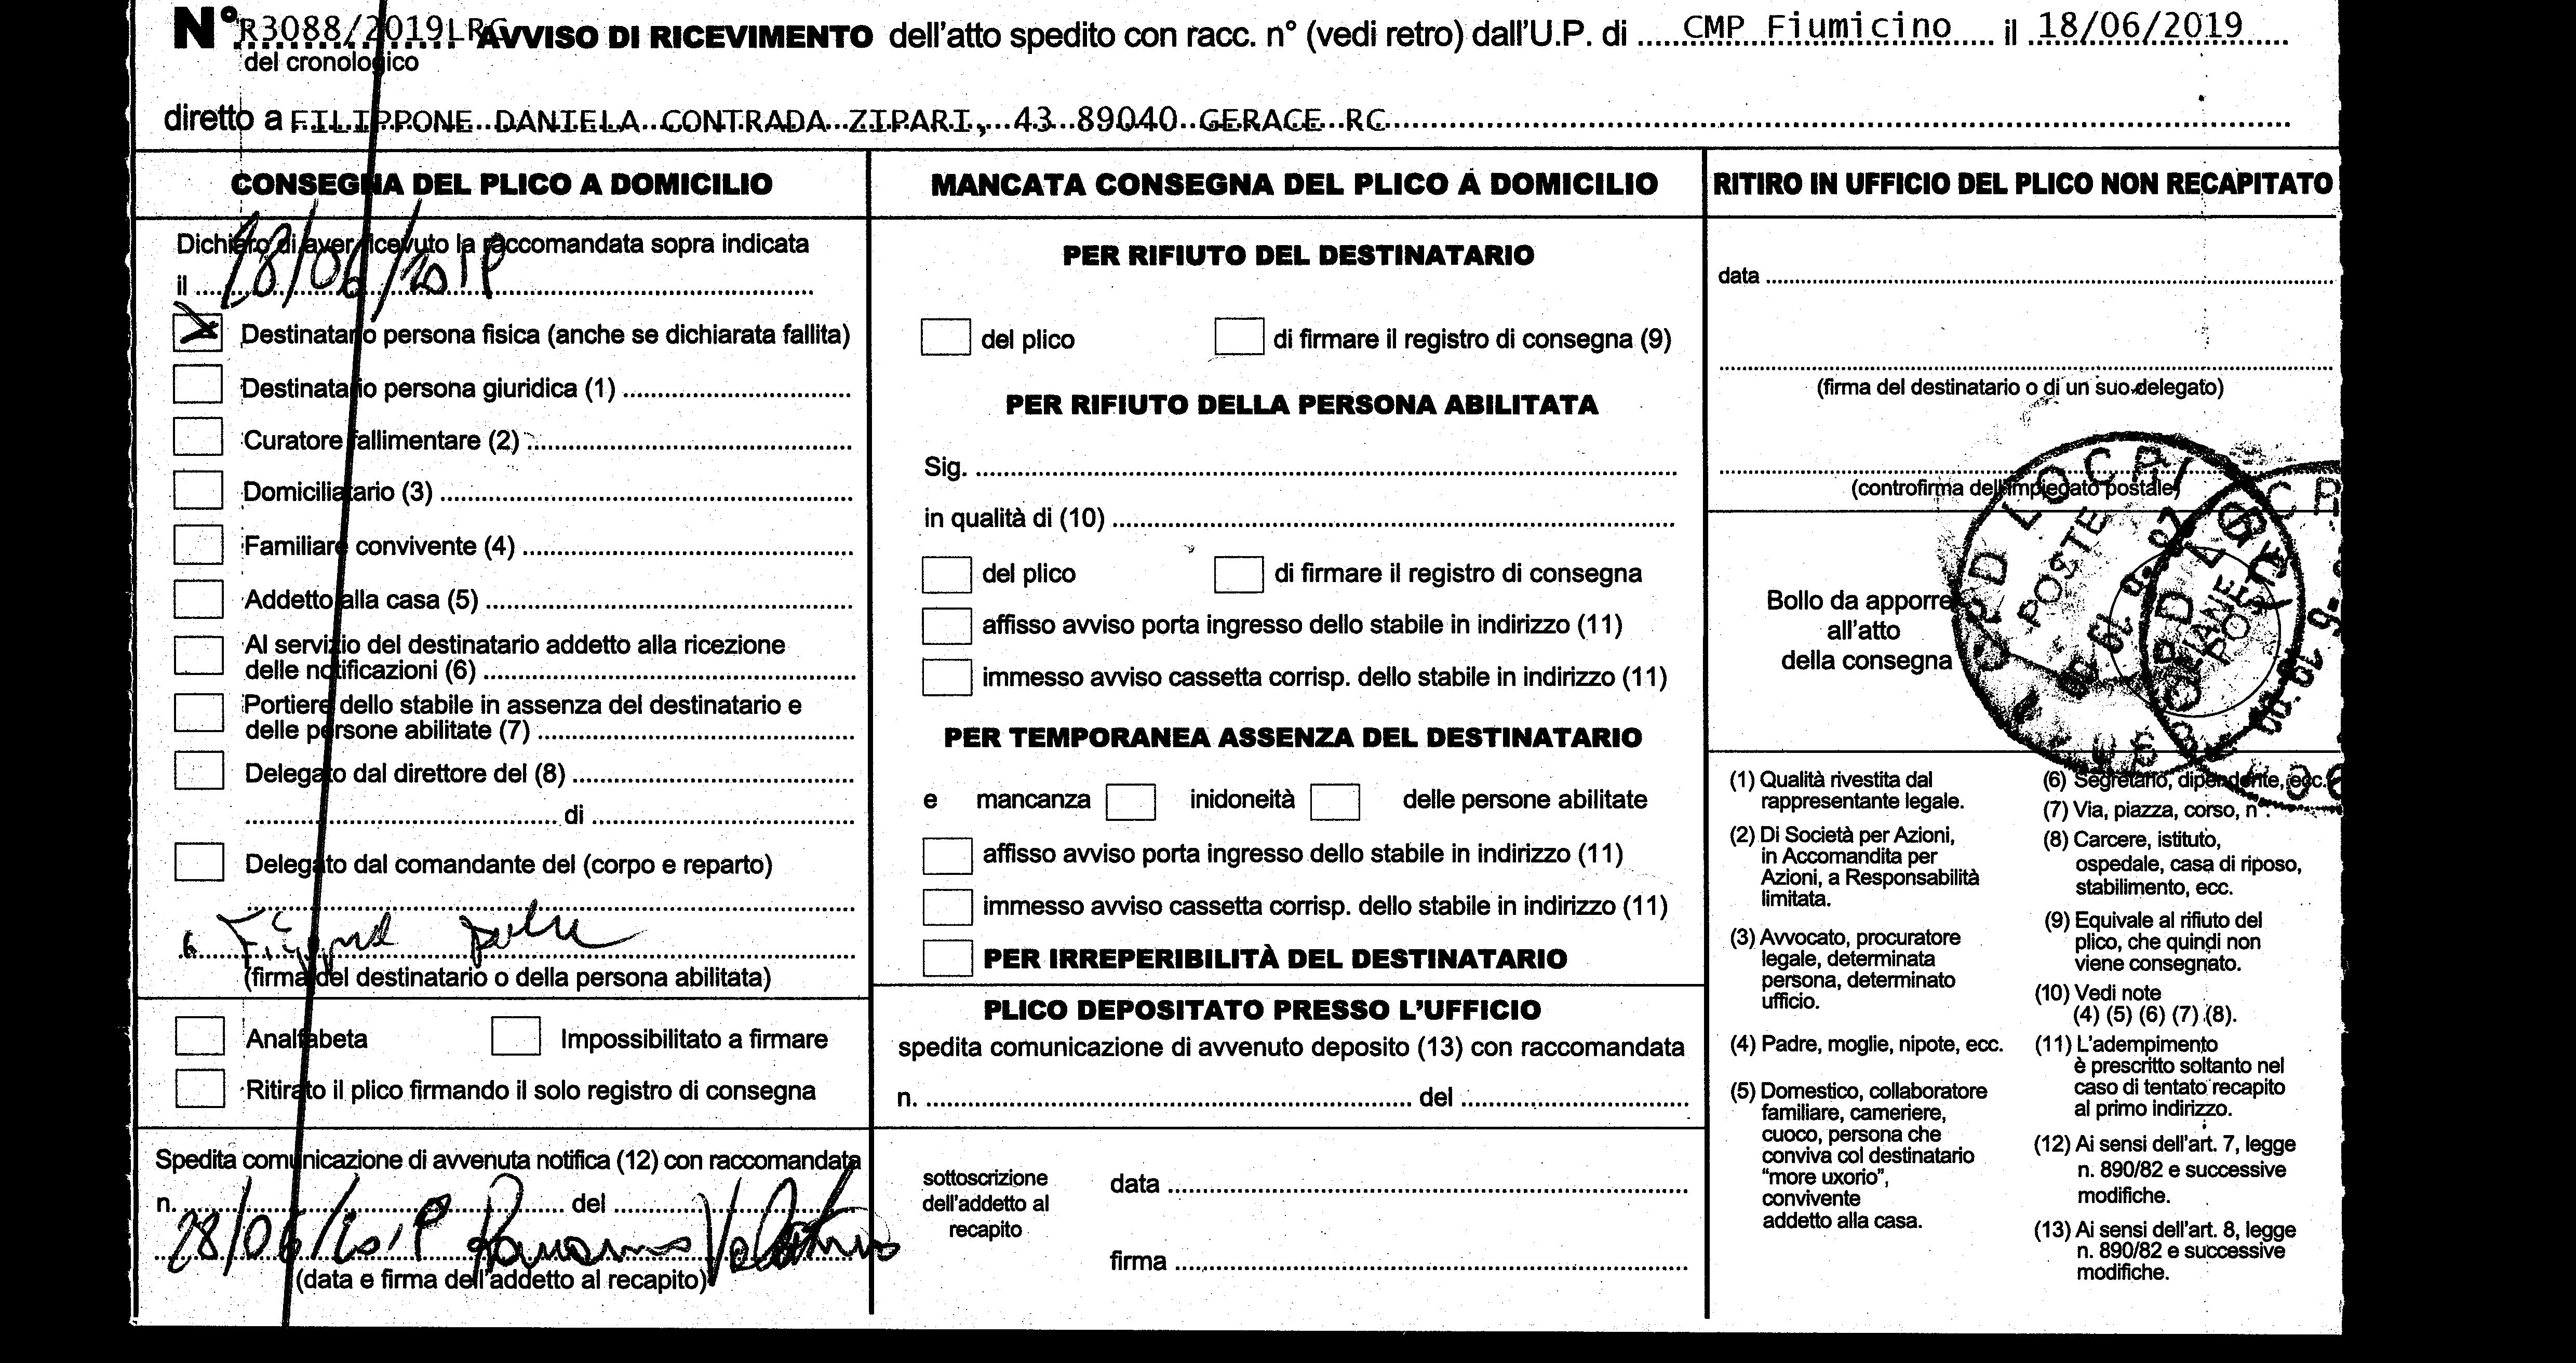 N° R3088/2019LRG AVVISO DI RICEVIMENTO dell'atto spedito con racc. n° (vedi retro) dall'U.P. di CMP Fiumicino il 18/06/2019
del cronologico
diretto a FILIPPONE DANIELA CONTRADA ZIPARI, 43 89040 GERACE RC
CONSEGNA DEL PLICO A DOMICILIO
Dichiaro di aver ricevuto la raccomandata sopra indicata
il 28/06/2019
Destinatario persona fisica (anche se dichiarata fallita)
Destinatario persona giuridica (1)
Curatore fallimentare (2)
Domiciliatario (3)
Familiare convivente (4)
Addetto alla casa (5)
Al servizio del destinatario addetto alla ricezione
delle notificazioni (6)
Portiere dello stabile in assenza del destinatario e
delle persone abilitate (7)
Delegato dal direttore del (8)
di
Delegato dal comandante del (corpo e reparto)
(firma del destinatario o della persona abilitata)
Analfabeta Impossibilitato a firmare
Ritirato il plico firmando il solo registro di consegna
Spedita comunicazione di avvenuta notifica (12) con raccomandata
n. del
28/06/2019
(data e firma dell'addetto al recapito)
MANCATA CONSEGNA DEL PLICO A DOMICILIO
PER RIFIUTO DEL DESTINATARIO
del plico di firmare il registro di consegna (9)
PER RIFIUTO DELLA PERSONA ABILITATA
Sig.
in qualità di (10)
del plico di firmare il registro di consegna
affisso avviso porta ingresso dello stabile in indirizzo (11)
immesso avviso cassetta corrisp. dello stabile in indirizzo (11)
PER TEMPORANEA ASSENZA DEL DESTINATARIO
e mancanza inidoneità delle persone abilitate
affisso avviso porta ingresso dello stabile in indirizzo (11)
immesso avviso cassetta corrisp. dello stabile in indirizzo (11)
PER IRREPERIBILITÀ DEL DESTINATARIO
PLICO DEPOSITATO PRESSO L'UFFICIO
spedita comunicazione di avvenuto deposito (13) con raccomandata
n. del
sottoscrizione
dell'addetto al
recapito
data
firma
RITIRO IN UFFICIO DEL PLICO NON RECAPITATO
data
(firma del destinatario o di un suo delegato)
(controfirma dell'impiegato postale)
Bollo da apporre
all'atto
della consegna
CPD LOCRI
POSTE
(1) Qualità rivestita dal
rappresentante legale.
(2) Di Società per Azioni,
in Accomandita per
Azioni, a Responsabilità
limitata.
(3) Avvocato, procuratore
legale, determinata
persona, determinato
ufficio.
(4) Padre, moglie, nipote, ecc.
(5) Domestico, collaboratore
familiare, cameriere,
cuoco, persona che
conviva col destinatario
“more uxorio”,
convivente
addetto alla casa.
(6) Segretario, dipendente, ecc.
(7) Via, piazza, corso, n°.
(8) Carcere, istituto,
ospedale, casa di riposo,
stabilimento, ecc.
(9) Equivale al rifiuto del
plico, che quindi non
viene consegnato.
(10) Vedi note
(4) (5) (6) (7) (8).
(11) L'adempimento
è prescritto soltanto nel
caso di tentato recapito
al primo indirizzo.
(12) Ai sensi dell'art. 7, legge
n. 890/82 e successive
modifiche.
(13) Ai sensi dell'art. 8, legge
n. 890/82 e successive
modifiche.